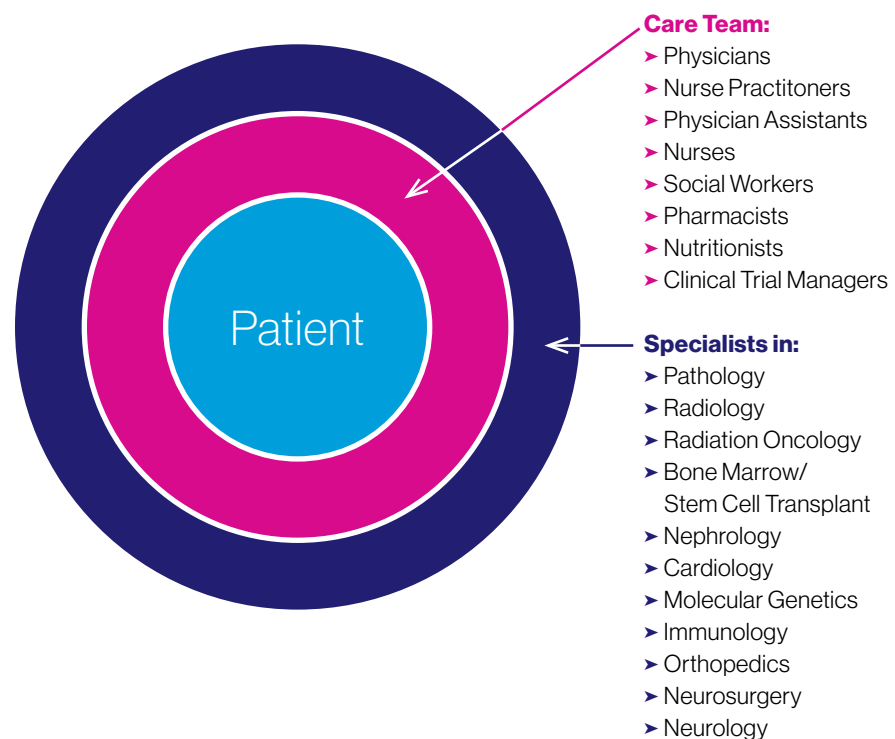 Patient
Care Team:
➤ Physicians
➤ Nurse Practitoners
➤ Physician Assistants
➤ Nurses
➤ Social Workers
➤ Pharmacists
➤ Nutritionists
➤ Clinical Trial Managers
Specialists in:
➤ Pathology
➤ Radiology
➤ Radiation Oncology
➤ Bone Marrow/
Stem Cell Transplant
➤ Nephrology
➤ Cardiology
➤ Molecular Genetics
➤ Immunology
➤ Orthopedics
➤ Neurosurgery
➤ Neurology